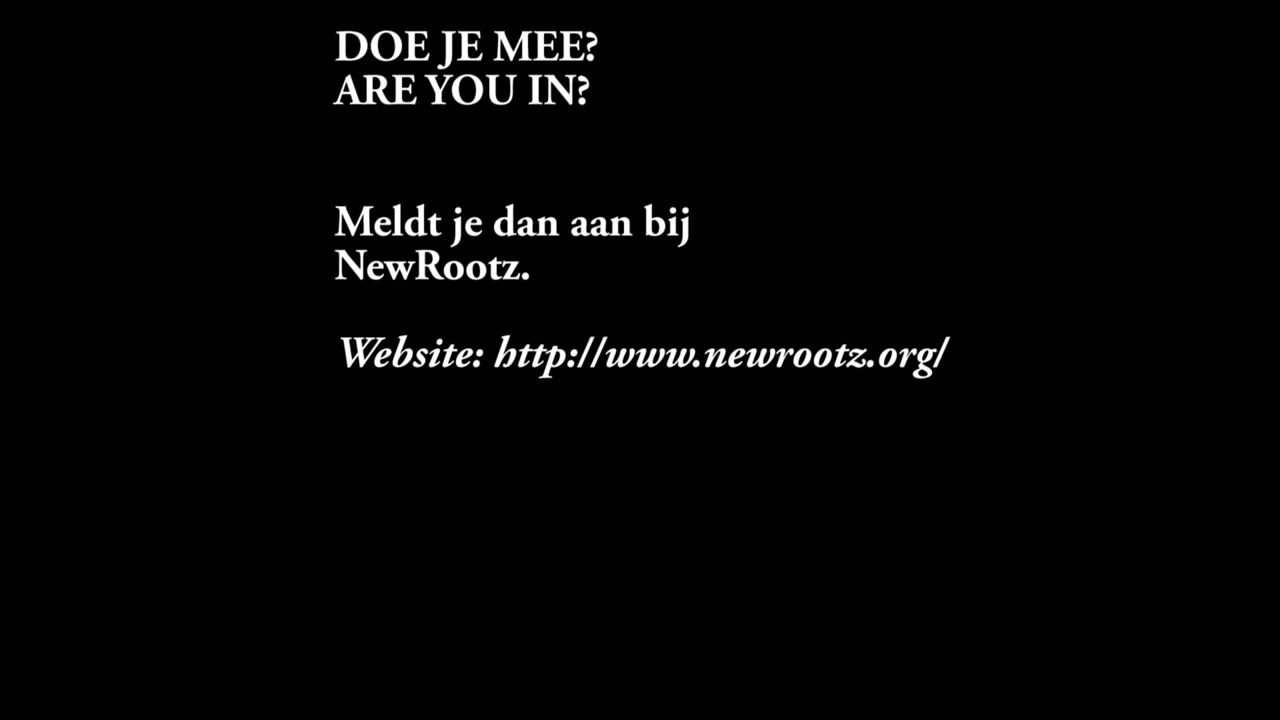 DOE JE MEE?
ARE YOU IN?
Meldt je dan aan bij
NewRootz.
Website: http://www.newrootz.org/